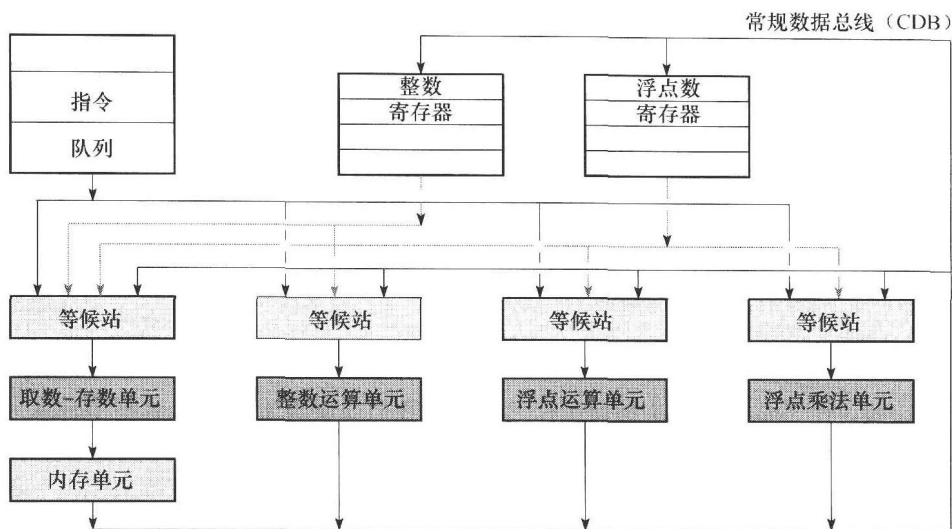 常规数据总线（CDB）
指令
队列
整数
寄存器
浮点数
寄存器
等候站
等候站
等候站
等候站
取数-存数单元
整数运算单元
浮点运算单元
浮点乘法单元
内存单元